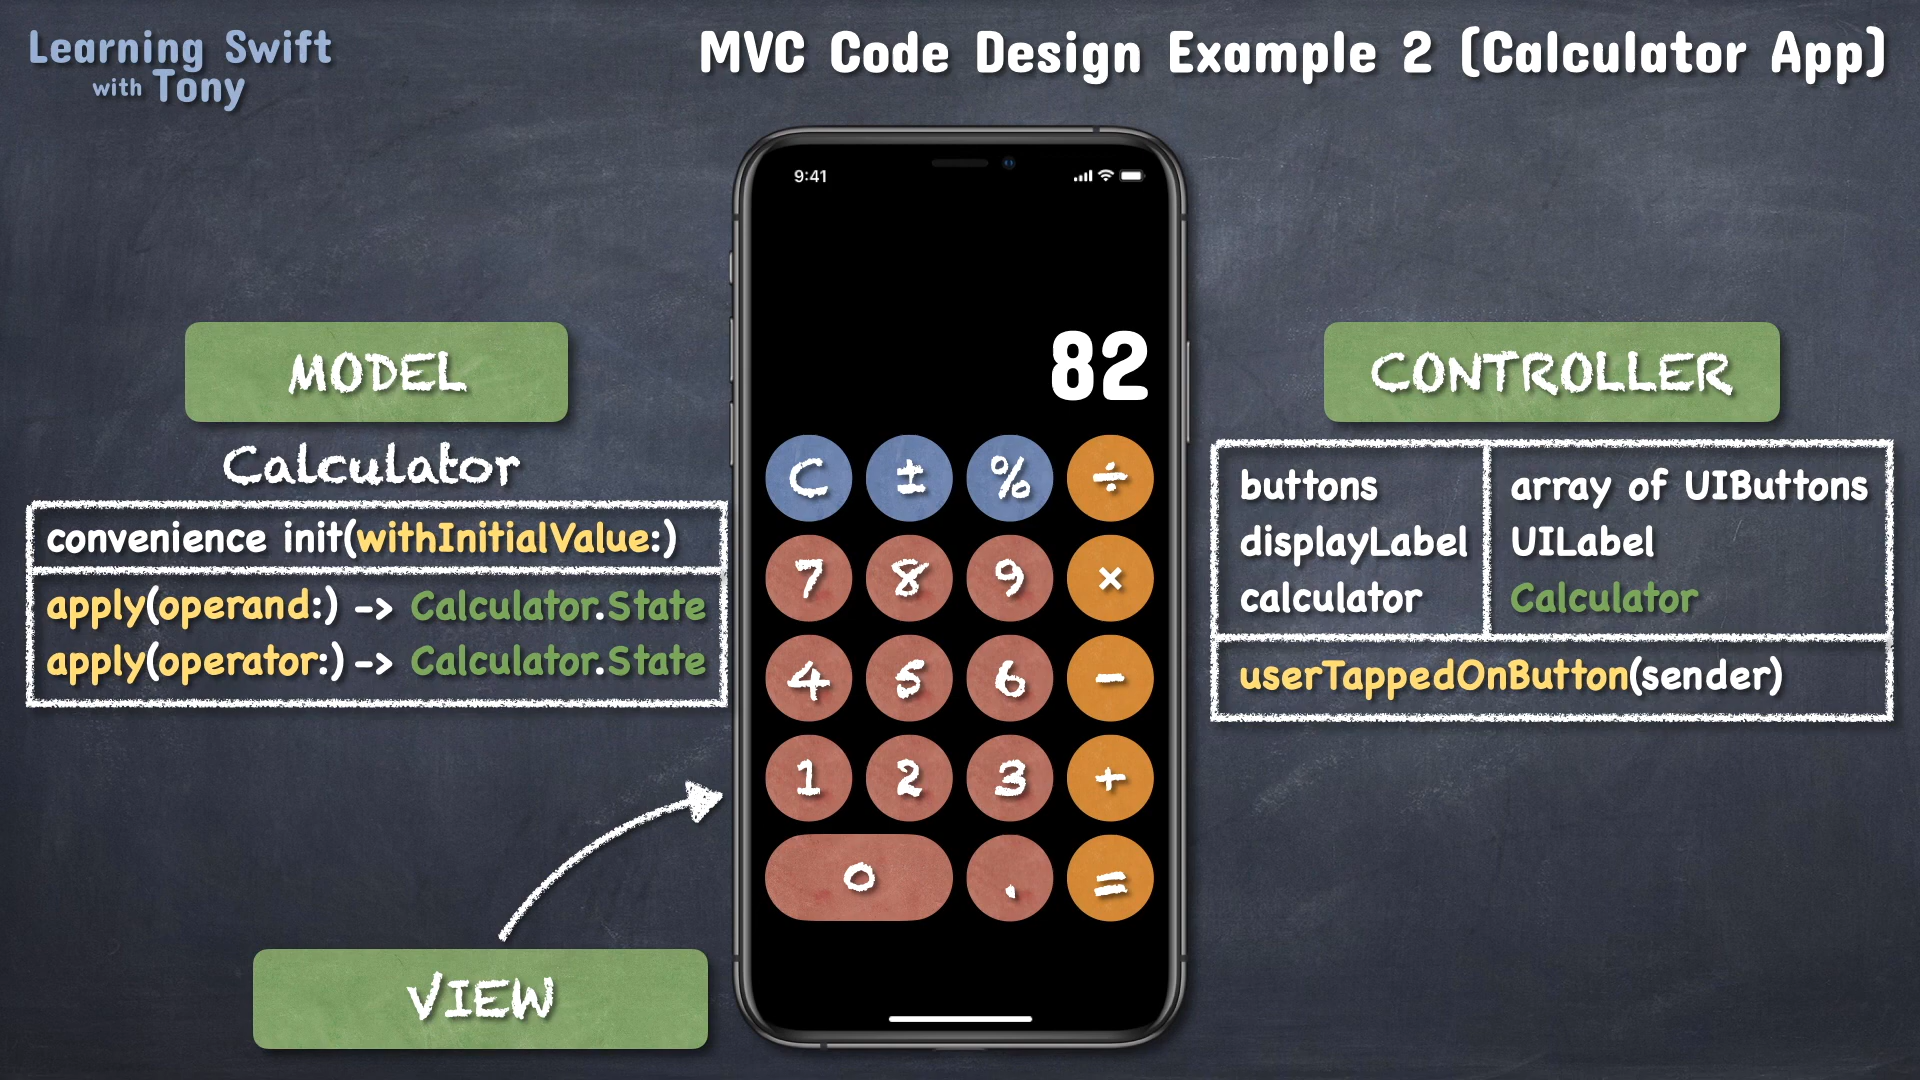 Learning Swift
with Tony
MVC Code Design Example 2 (Calculator App)
9:41
82
C ± % ÷
7 8 9 ×
4 5 6 −
1 2 3 +
0 . =
MODEL
Calculator
convenience init(withInitialValue:)
apply(operand:) -> Calculator.State
apply(operator:) -> Calculator.State
VIEW
CONTROLLER
buttons array of UIButtons
displayLabel UILabel
calculator Calculator
userTappedOnButton(sender)